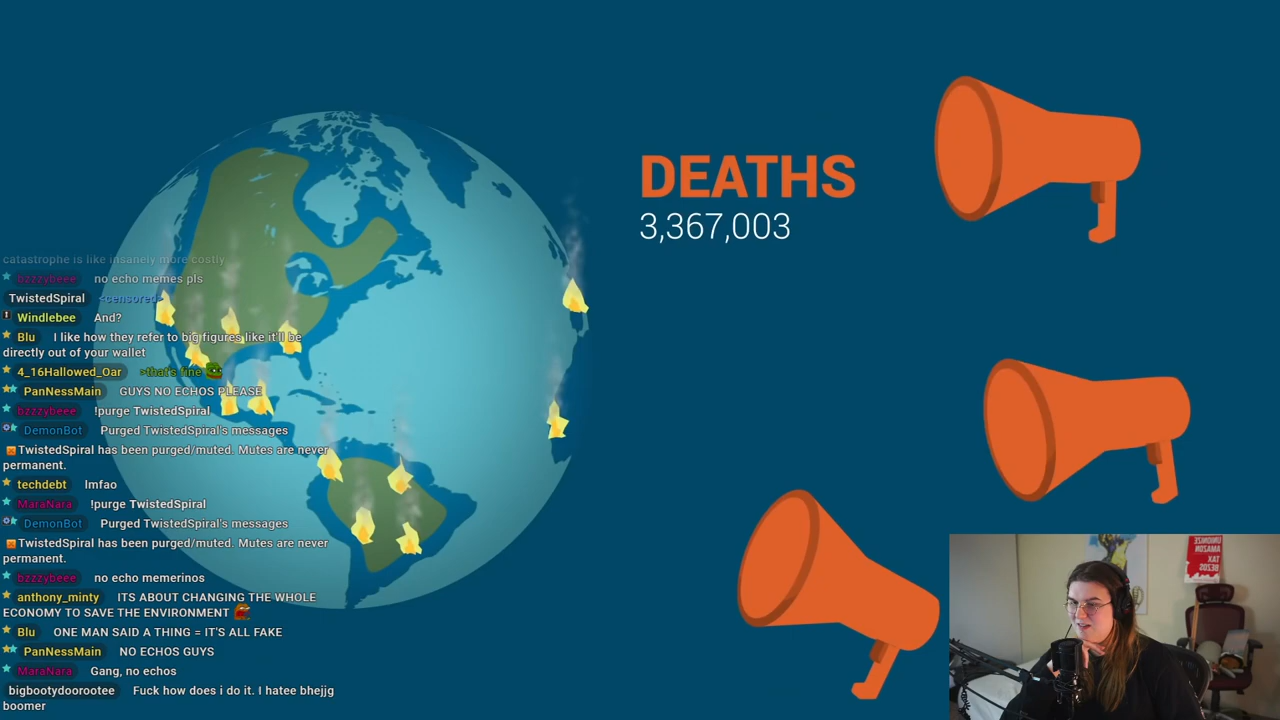 DEATHS
3,367,003
catastrophe is like insanely more costly
bzzzybeee no echo memes pls
TwistedSpiral <censored>
Windlebee And?
Blu I like how they refer to big figures like it'll be
directly out of your wallet
4_16Hallowed_Oar >that's fine
PanNessMain GUYS NO ECHOS PLEASE
bzzzybeee !purge TwistedSpiral
DemonBot Purged TwistedSpiral's messages
TwistedSpiral has been purged/muted. Mutes are never
permanent.
techdebt lmfao
MaraNara !purge TwistedSpiral
DemonBot Purged TwistedSpiral's messages
TwistedSpiral has been purged/muted. Mutes are never
permanent.
bzzzybeee no echo memerinos
anthony_minty ITS ABOUT CHANGING THE WHOLE
ECONOMY TO SAVE THE ENVIRONMENT
Blu ONE MAN SAID A THING = IT'S ALL FAKE
PanNessMain NO ECHOS GUYS
MaraNara Gang, no echos
bigbootydoorootee Fuck how does i do it. I hatee bhejjg
boomer
UNIONIZE
AMAZON
TAX
BEZOS